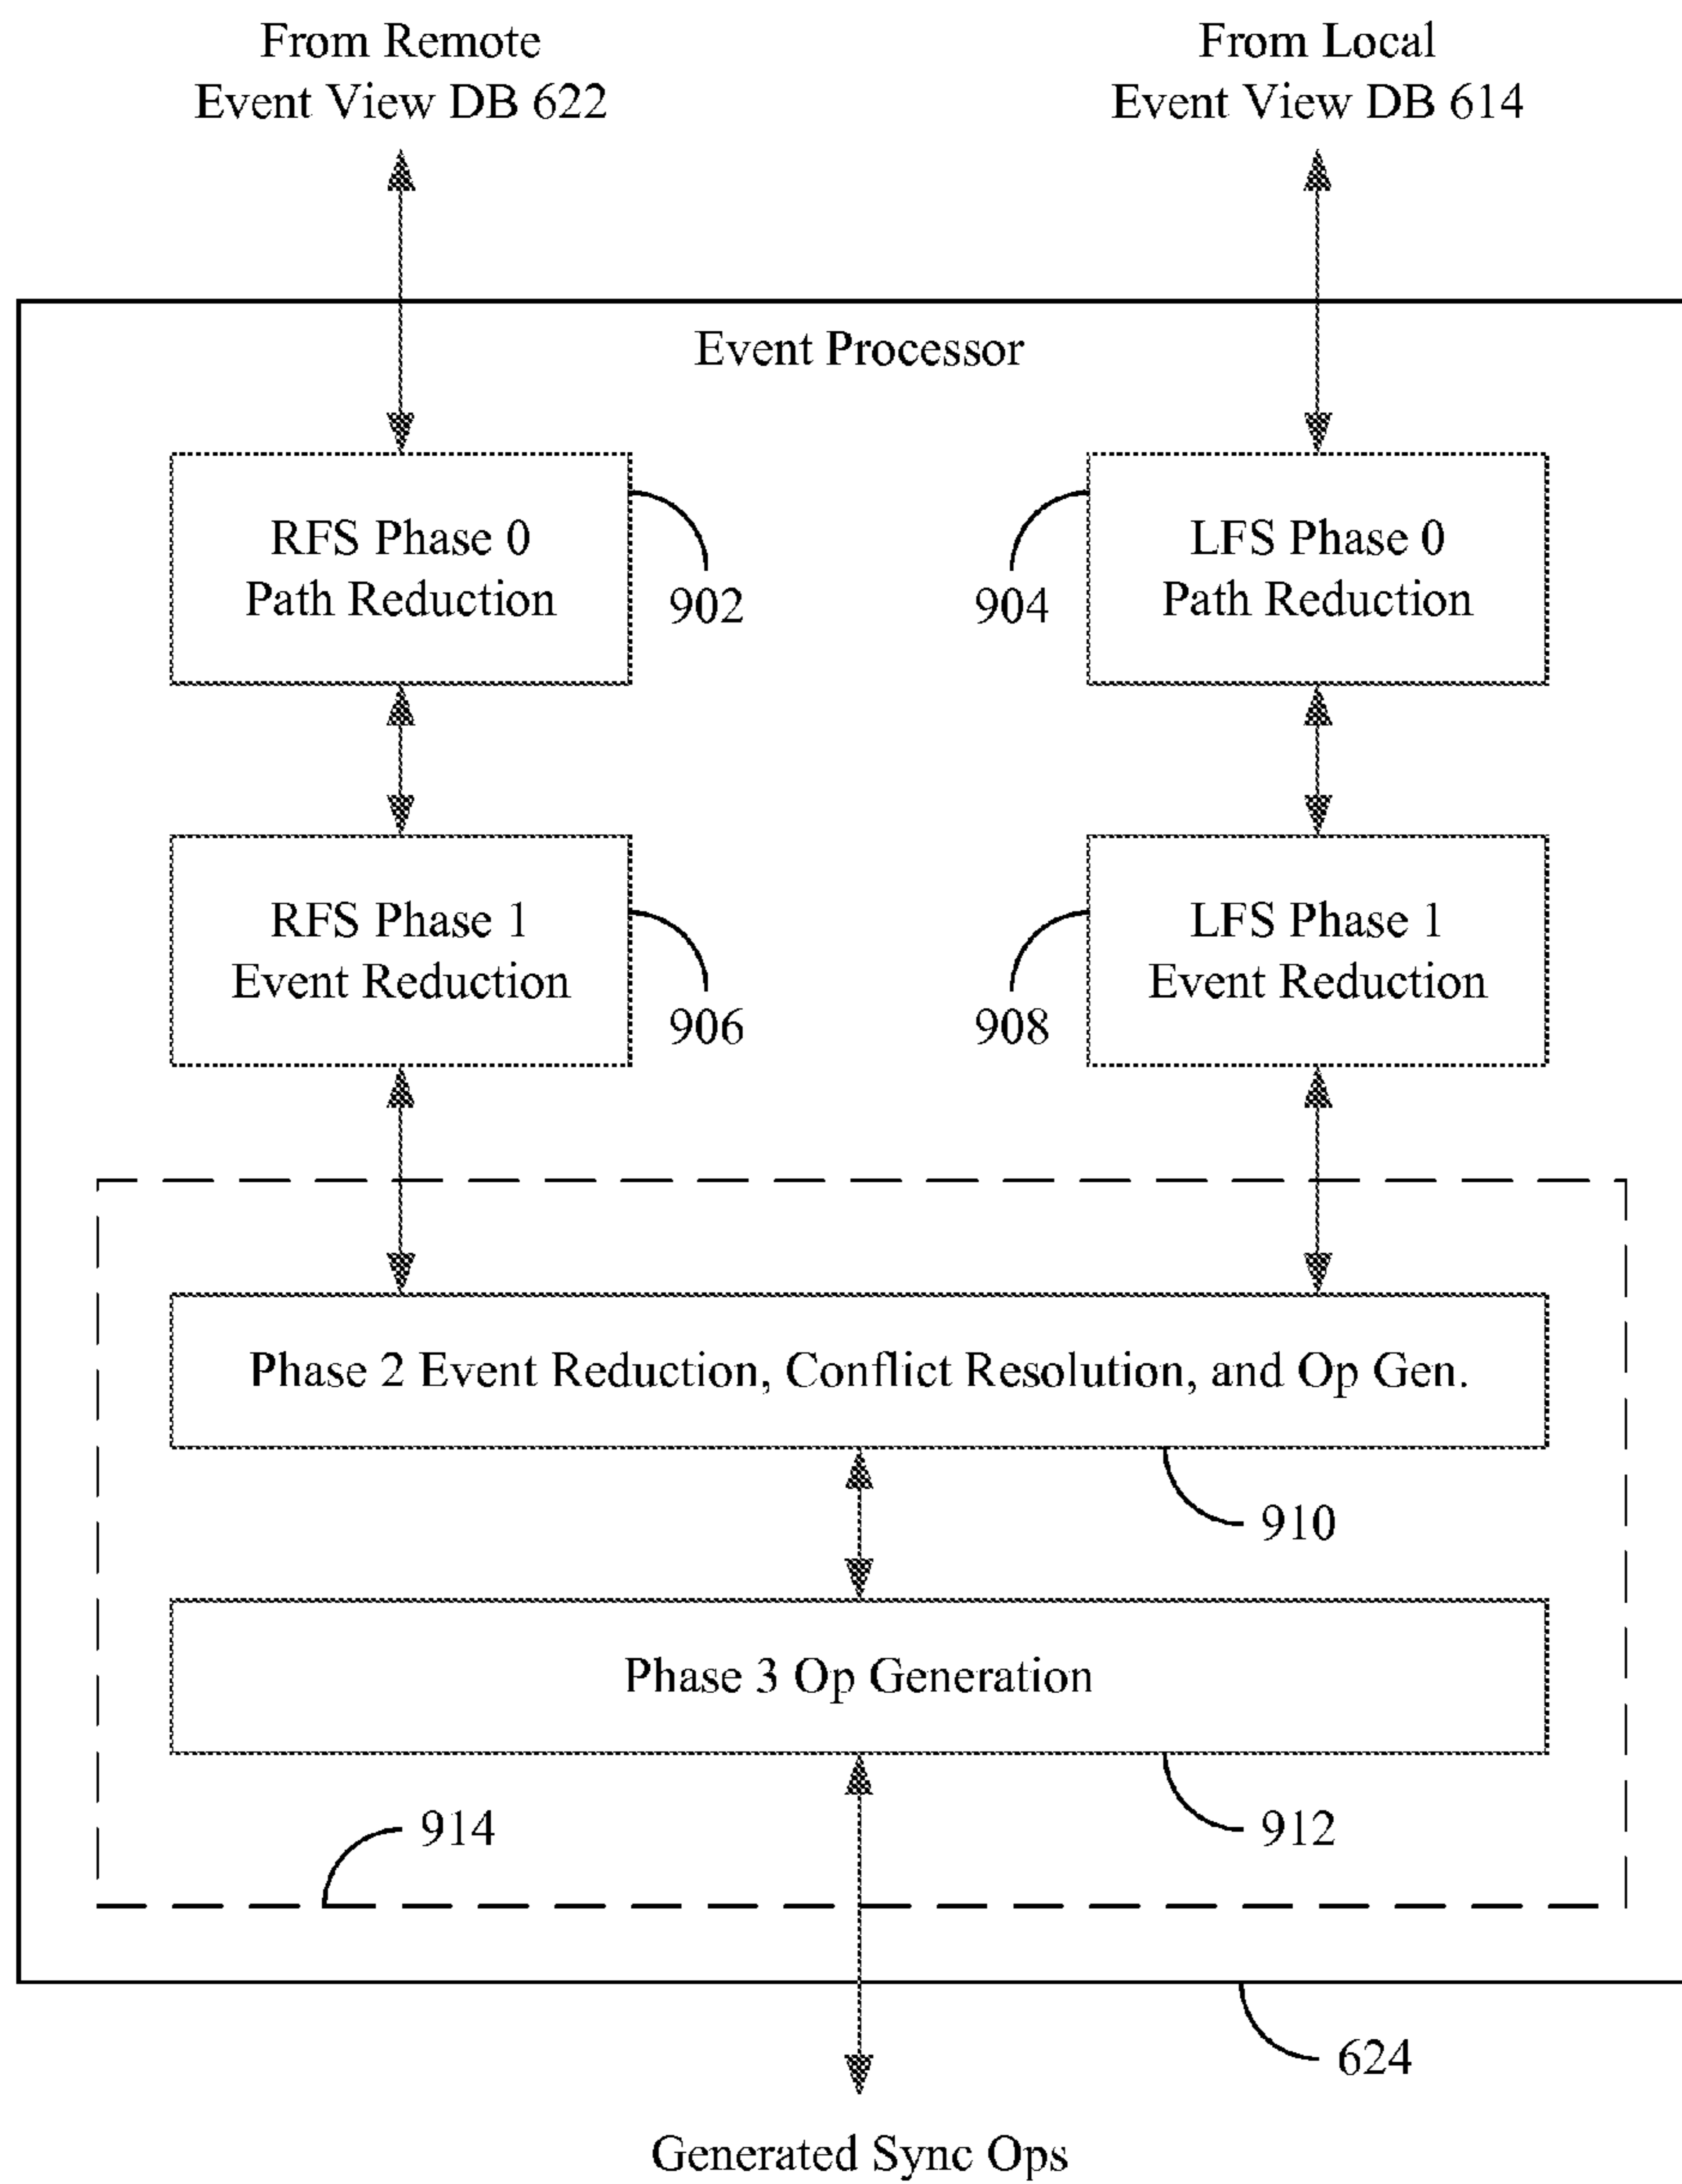 From Remote
Event View DB 622
From Local
Event View DB 614
Event Processor
RFS Phase 0
Path Reduction
902
904
LFS Phase 0
Path Reduction
RFS Phase 1
Event Reduction
906
908
LFS Phase 1
Event Reduction
Phase 2 Event Reduction, Conflict Resolution, and Op Gen.
910
Phase 3 Op Generation
914
912
624
Generated Sync Ops